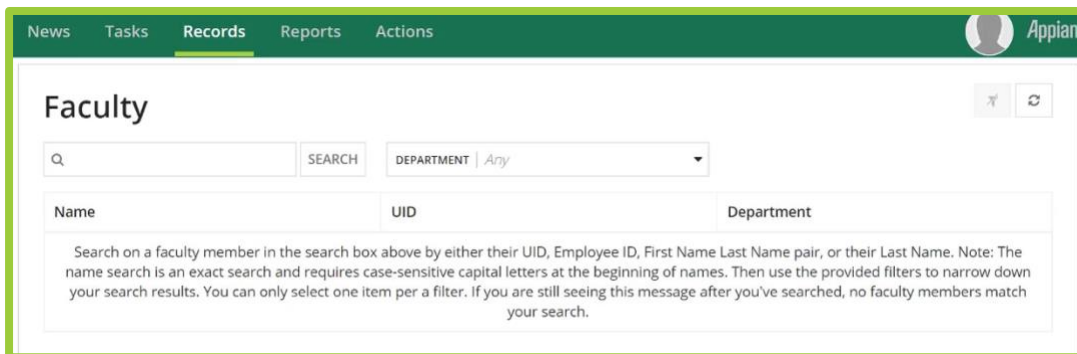 News Tasks Records Reports Actions Appian
Faculty
SEARCH DEPARTMENT | Any
Name UID Department
Search on a faculty member in the search box above by either their UID, Employee ID, First Name Last Name pair, or their Last Name. Note: The
name search is an exact search and requires case-sensitive capital letters at the beginning of names. Then use the provided filters to narrow down
your search results. You can only select one item per a filter. If you are still seeing this message after you've searched, no faculty members match
your search.